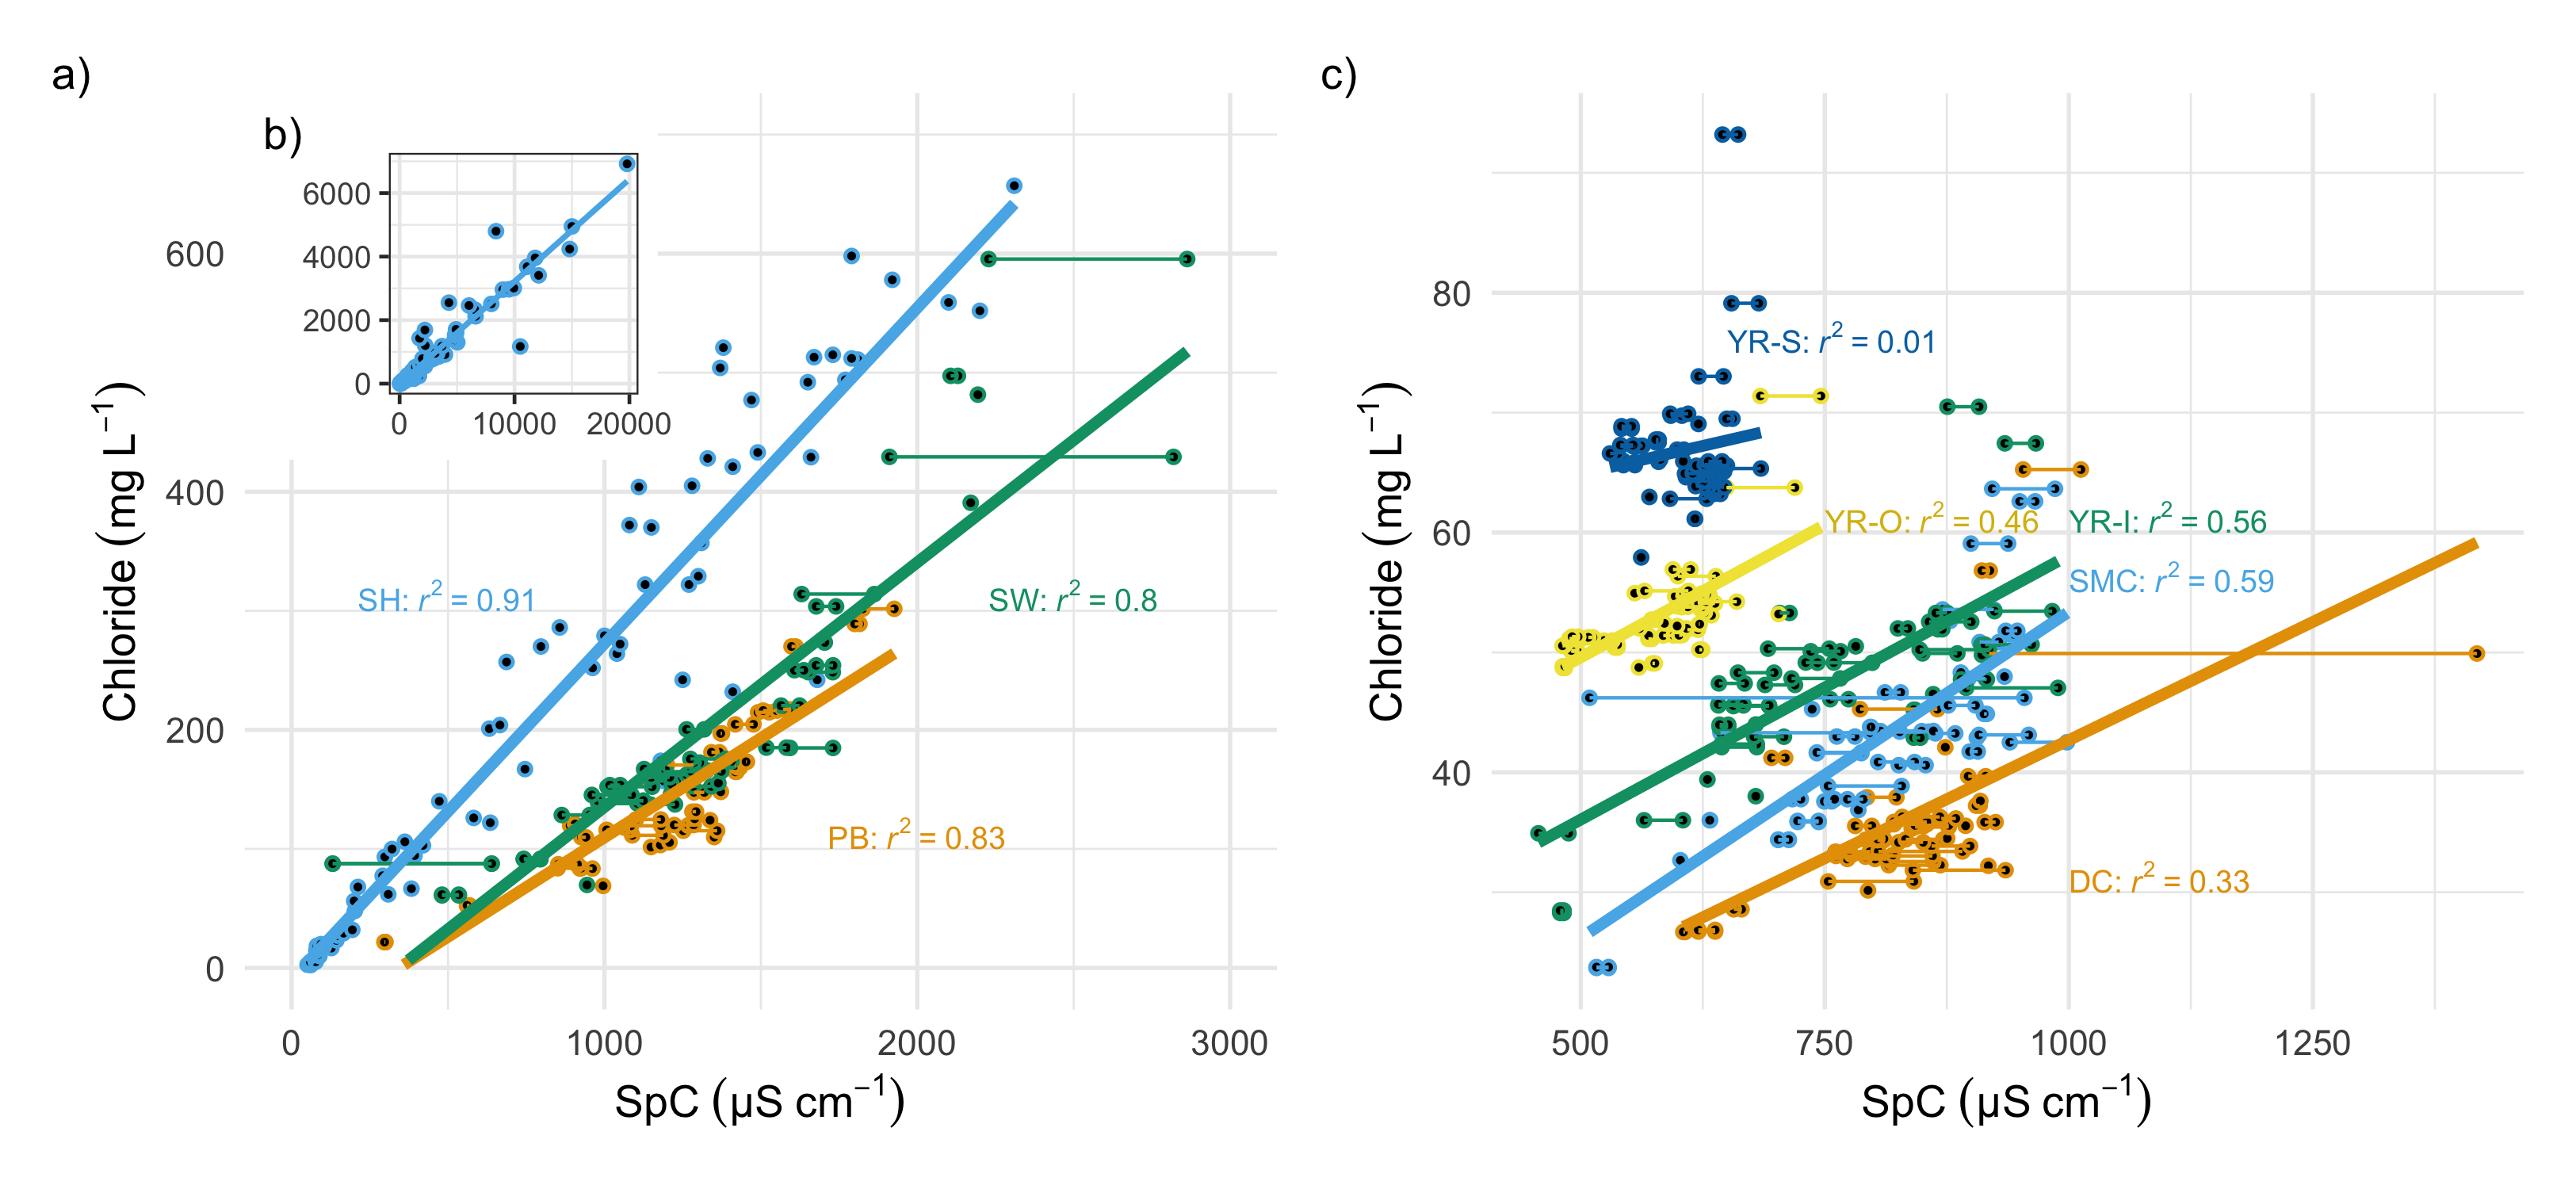 a)
b)
6000
4000
2000
0
0 10000 20000
600
400
200
0
0 1000 2000 3000
SpC (µS cm⁻¹)
Chloride (mg L⁻¹)
SH: r² = 0.91
SW: r² = 0.8
PB: r² = 0.83
c)
80
60
40
500 750 1000 1250
SpC (µS cm⁻¹)
Chloride (mg L⁻¹)
YR-S: r² = 0.01
YR-O: r² = 0.46
YR-I: r² = 0.56
SMC: r² = 0.59
DC: r² = 0.33